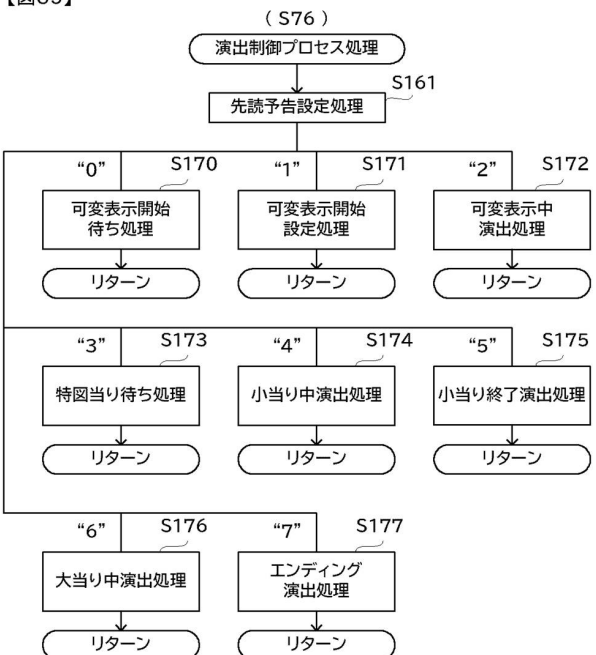 (S76)
演出制御プロセス処理
S161
先読予告設定処理
“0”
S170
“1”
S171
“2”
S172
可変表示開始
待ち処理
可変表示開始
設定処理
可変表示中
演出処理
リターン
リターン
リターン
“3”
S173
“4”
S174
“5”
S175
特図当り待ち処理
小当り中演出処理
小当り終了演出処理
リターン
リターン
リターン
“6”
S176
“7”
S177
大当り中演出処理
エンディング
演出処理
リターン
リターン